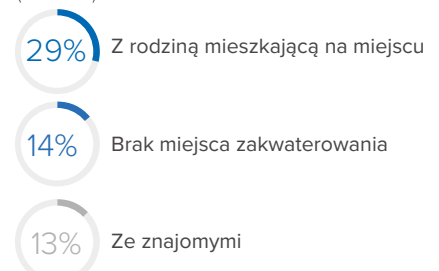 29% Z rodziną mieszkającą na miejscu
14% Brak miejsca zakwaterowania
13% Ze znajomymi